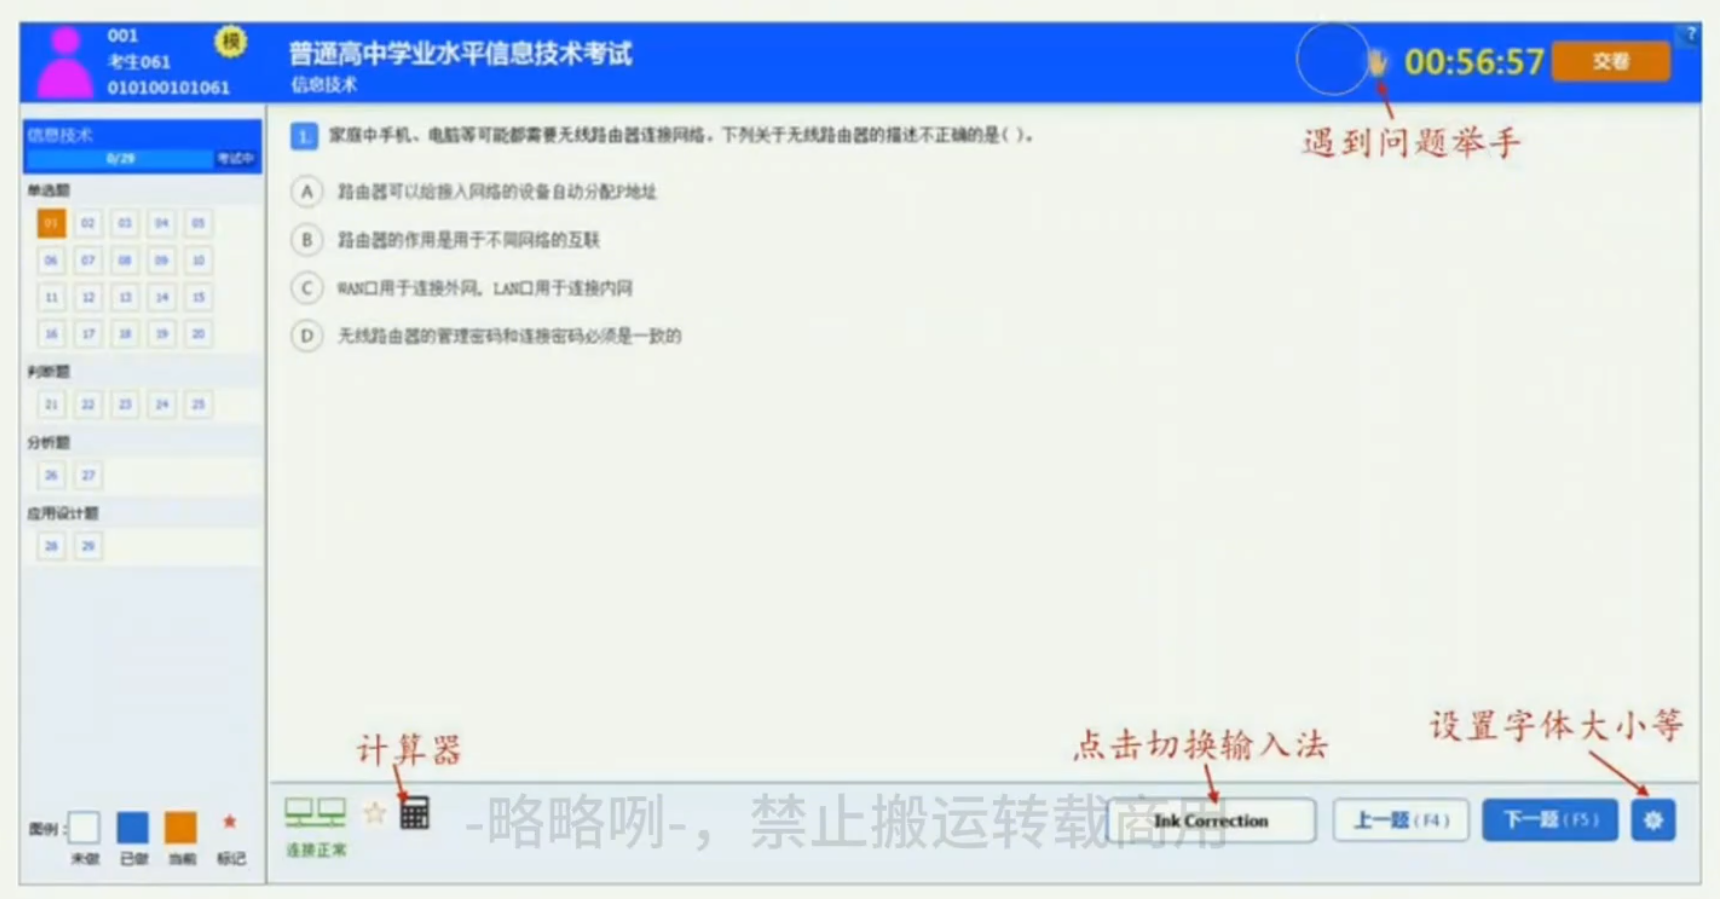 001
考生061
010100101061
模
普通高中学业水平信息技术考试
信息技术
00:56:57
交卷
?
遇到问题举手
信息技术
0/29
考试中
单选题
01 02 03 04 05
06 07 08 09 10
11 12 13 14 15
16 17 18 19 20
判断题
21 22 23 24 25
分析题
26 27
应用设计题
28 29
图例：
未做 已做 当前 标记
1. 家庭中手机、电脑等可能都需要无线路由器连接网络。下列关于无线路由器的描述不正确的是( )。
A 路由器可以给接入网络的设备自动分配IP地址
B 路由器的作用是用于不同网络的互联
C WAN口用于连接外网，LAN口用于连接内网
D 无线路由器的管理密码和连接密码必须是一致的
计算器
点击切换输入法
设置字体大小等
连接正常
-略略咧-，禁止搬运转载商用
Ink Correction
上一题(F4)
下一题(F5)